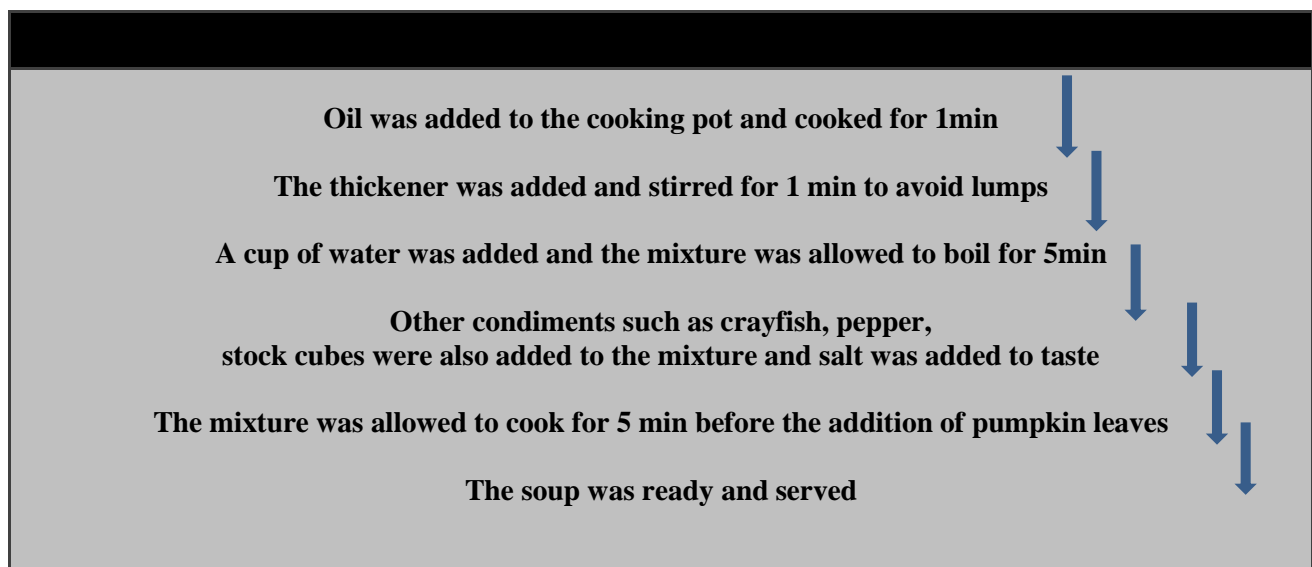 Oil was added to the cooking pot and cooked for 1min
The thickener was added and stirred for 1 min to avoid lumps
A cup of water was added and the mixture was allowed to boil for 5min
Other condiments such as crayfish, pepper,
stock cubes were also added to the mixture and salt was added to taste
The mixture was allowed to cook for 5 min before the addition of pumpkin leaves
The soup was ready and served